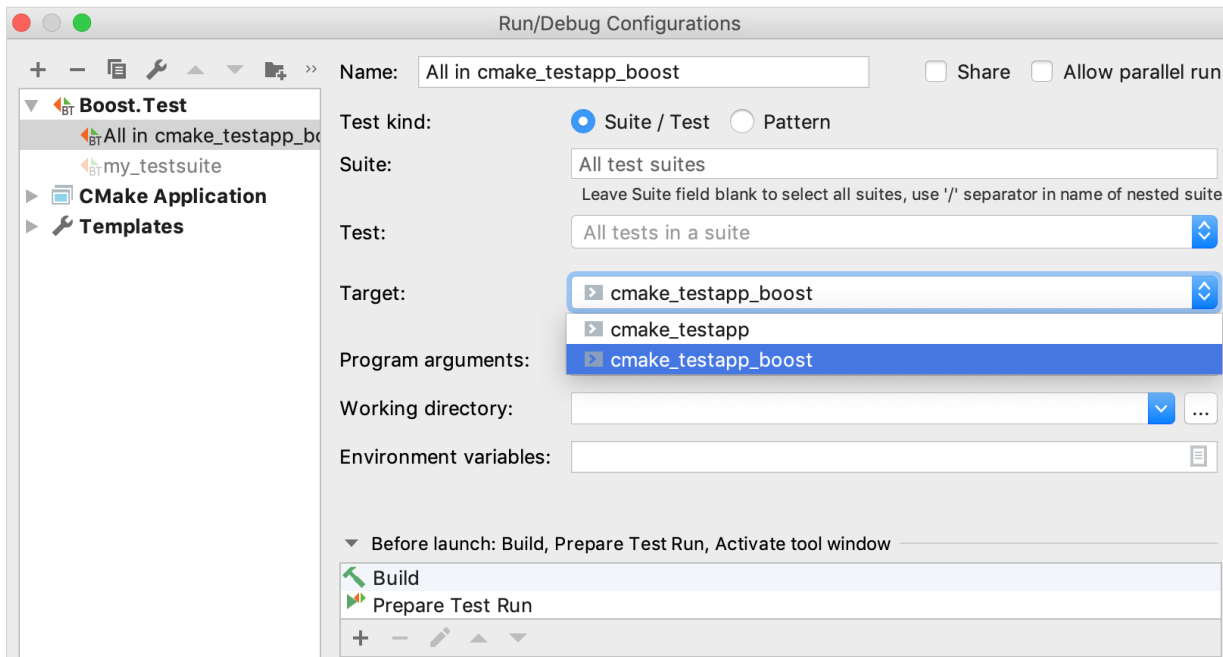 Run/Debug Configurations
Name: All in cmake_testapp_boost Share Allow parallel run
Boost.Test
All in cmake_testapp_bo
my_testsuite
CMake Application
Templates
Test kind: Suite / Test Pattern
Suite: All test suites
Leave Suite field blank to select all suites, use '/' separator in name of nested suite
Test: All tests in a suite
Target: cmake_testapp_boost
cmake_testapp
cmake_testapp_boost
Program arguments:
Working directory: ...
Environment variables:
Before launch: Build, Prepare Test Run, Activate tool window
Build
Prepare Test Run